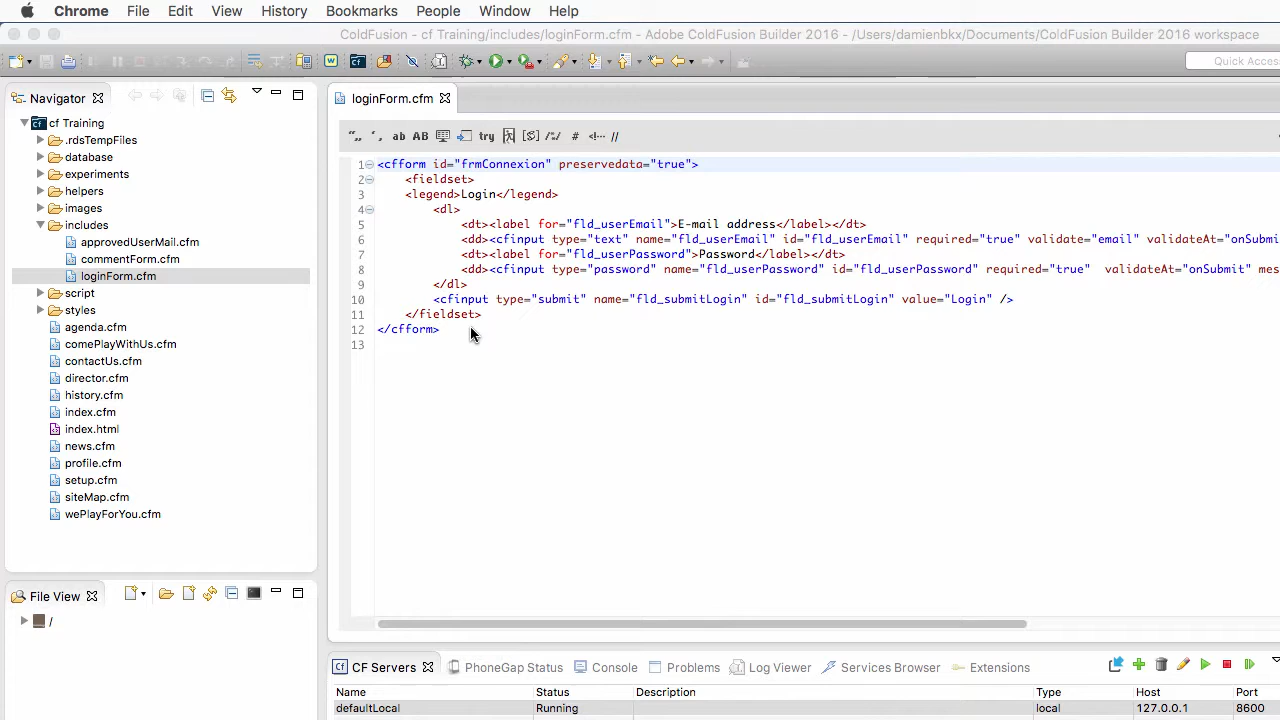 Chrome File Edit View History Bookmarks People Window Help
ColdFusion - cf Training/includes/loginForm.cfm - Adobe ColdFusion Builder 2016 - /Users/damienbkx/Documents/ColdFusion Builder 2016 workspace
Quick Acces
Navigator
loginForm.cfm
cf Training
.rdsTempFiles
database
experiments
helpers
images
includes
approvedUserMail.cfm
commentForm.cfm
loginForm.cfm
script
styles
agenda.cfm
comePlayWithUs.cfm
contactUs.cfm
director.cfm
history.cfm
index.cfm
index.html
news.cfm
profile.cfm
setup.cfm
siteMap.cfm
wePlayForYou.cfm
File View
/
ab AB try # //
1 <cfform id="frmConnexion" preservedata="true">
2 <fieldset>
3 <legend>Login</legend>
4 <dl>
5 <dt><label for="fld_userEmail">E-mail address</label></dt>
6 <dd><cfinput type="text" name="fld_userEmail" id="fld_userEmail" required="true" validate="email" validateAt="onSubm
7 <dt><label for="fld_userPassword">Password</label></dt>
8 <dd><cfinput type="password" name="fld_userPassword" id="fld_userPassword" required="true" validateAt="onSubmit" mes
9 </dl>
10 <cfinput type="submit" name="fld_submitLogin" id="fld_submitLogin" value="Login" />
11 </fieldset>
12 </cfform>
13
CF Servers PhoneGap Status Console Problems Log Viewer Services Browser Extensions
Name Status Description Type Host Port
defaultLocal Running local 127.0.0.1 8600